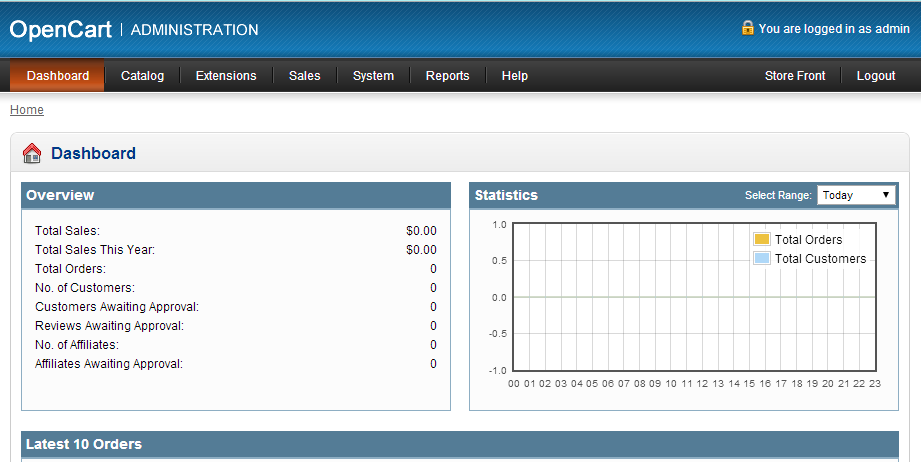 OpenCart | ADMINISTRATION
You are logged in as admin
Dashboard Catalog Extensions Sales System Reports Help Store Front Logout
Home
Dashboard
Overview
Total Sales: $0.00
Total Sales This Year: $0.00
Total Orders: 0
No. of Customers: 0
Customers Awaiting Approval: 0
Reviews Awaiting Approval: 0
No. of Affiliates: 0
Affiliates Awaiting Approval: 0
Statistics
Select Range: Today
1.0
0.5
0.0
-0.5
-1.0
Total Orders
Total Customers
00 01 02 03 04 05 06 07 08 09 10 11 12 13 14 15 16 17 18 19 20 21 22 23
Latest 10 Orders